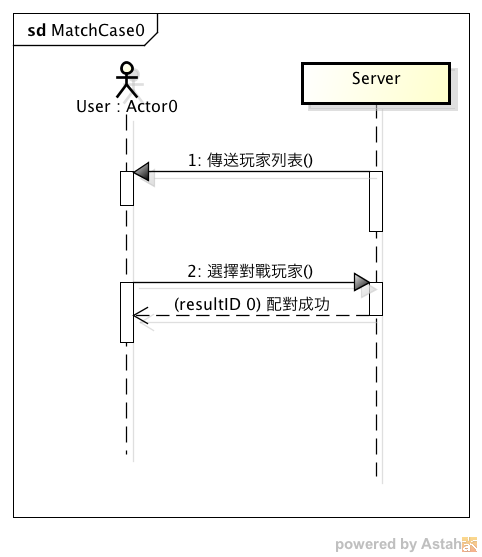 sd MatchCase0
User : Actor0
Server
1: 傳送玩家列表()
2: 選擇對戰玩家()
(resultID 0) 配對成功
powered by Astah